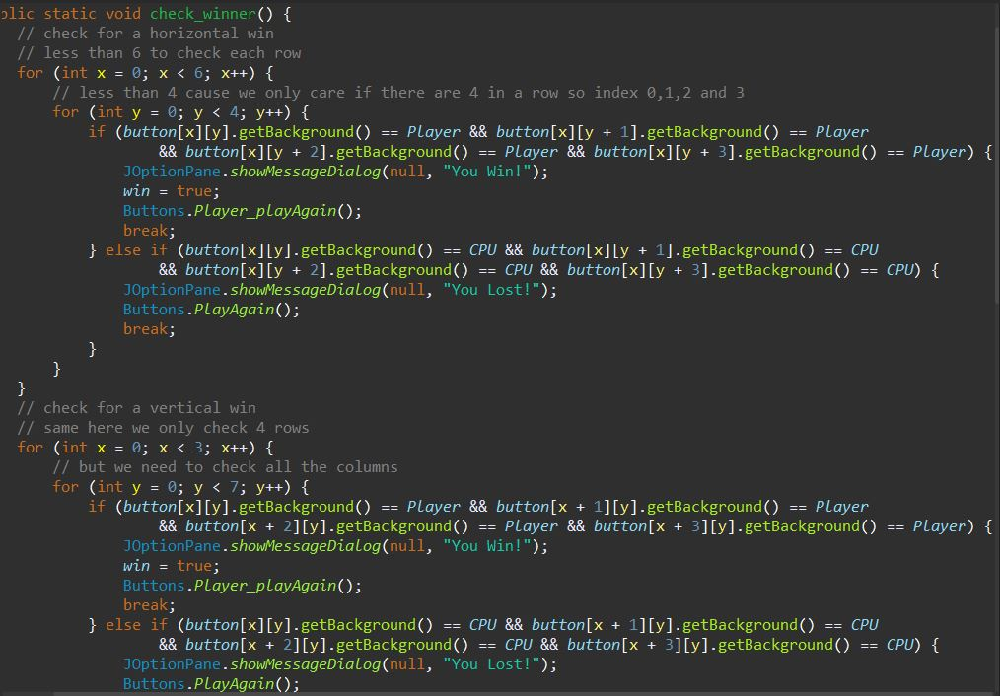 blic static void check_winner() {
// check for a horizontal win
// less than 6 to check each row
for (int x = 0; x < 6; x++) {
// less than 4 cause we only care if there are 4 in a row so index 0,1,2 and 3
for (int y = 0; y < 4; y++) {
if (button[x][y].getBackground() == Player && button[x][y + 1].getBackground() == Player
&& button[x][y + 2].getBackground() == Player && button[x][y + 3].getBackground() == Player) {
JOptionPane.showMessageDialog(null, "You Win!");
win = true;
Buttons.Player_playAgain();
break;
} else if (button[x][y].getBackground() == CPU && button[x][y + 1].getBackground() == CPU
&& button[x][y + 2].getBackground() == CPU && button[x][y + 3].getBackground() == CPU) {
JOptionPane.showMessageDialog(null, "You Lost!");
Buttons.PlayAgain();
break;
}
}
}
// check for a vertical win
// same here we only check 4 rows
for (int x = 0; x < 3; x++) {
// but we need to check all the columns
for (int y = 0; y < 7; y++) {
if (button[x][y].getBackground() == Player && button[x + 1][y].getBackground() == Player
&& button[x + 2][y].getBackground() == Player && button[x + 3][y].getBackground() == Player) {
JOptionPane.showMessageDialog(null, "You Win!");
win = true;
Buttons.Player_playAgain();
break;
} else if (button[x][y].getBackground() == CPU && button[x + 1][y].getBackground() == CPU
&& button[x + 2][y].getBackground() == CPU && button[x + 3][y].getBackground() == CPU) {
JOptionPane.showMessageDialog(null, "You Lost!");
Buttons.PlayAgain();